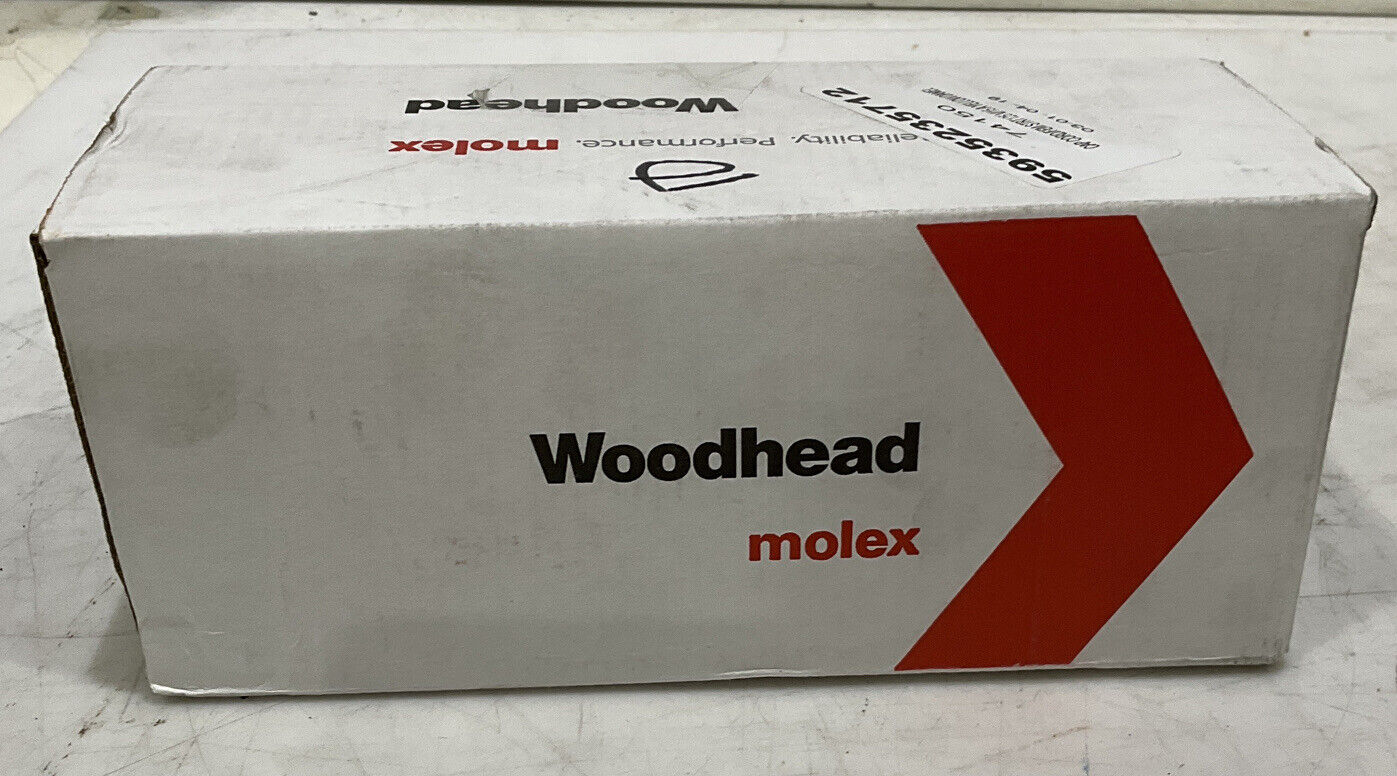 Woodhead
molex
eliability. Performance.
5935235712
74150
Woodhead
molex